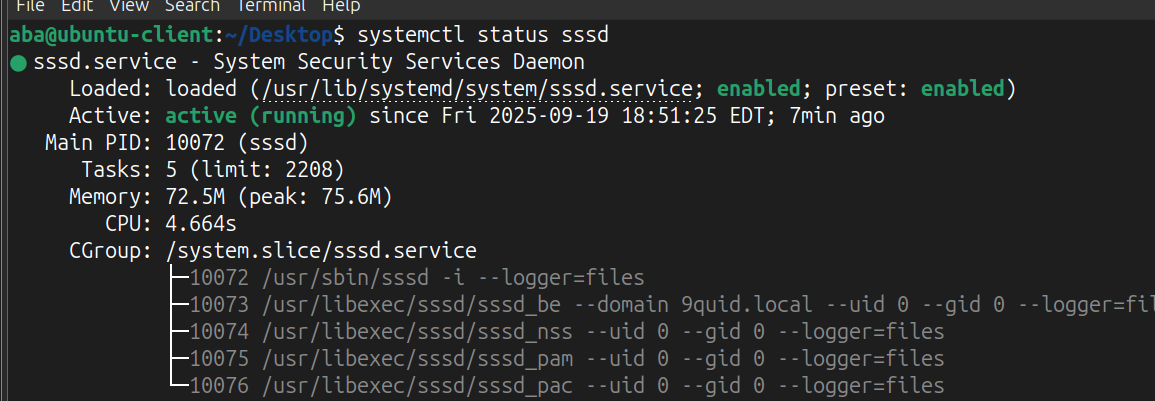 File Edit View Search Terminal Help
aba@ubuntu-client:~/Desktop$ systemctl status sssd
● sssd.service - System Security Services Daemon
Loaded: loaded (/usr/lib/systemd/system/sssd.service; enabled; preset: enabled)
Active: active (running) since Fri 2025-09-19 18:51:25 EDT; 7min ago
Main PID: 10072 (sssd)
Tasks: 5 (limit: 2208)
Memory: 72.5M (peak: 75.6M)
CPU: 4.664s
CGroup: /system.slice/sssd.service
├─10072 /usr/sbin/sssd -i --logger=files
├─10073 /usr/libexec/sssd/sssd_be --domain 9quid.local --uid 0 --gid 0 --logger=fil
├─10074 /usr/libexec/sssd/sssd_nss --uid 0 --gid 0 --logger=files
├─10075 /usr/libexec/sssd/sssd_pam --uid 0 --gid 0 --logger=files
└─10076 /usr/libexec/sssd/sssd_pac --uid 0 --gid 0 --logger=files